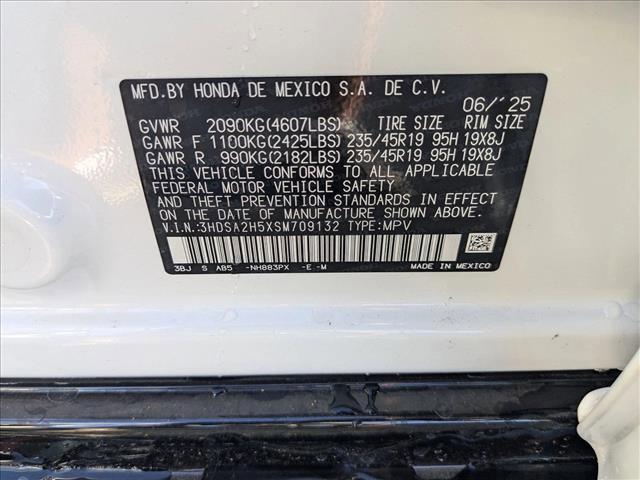 MFD.BY HONDA DE MEXICO S.A. DE C.V.
06/'25
GVWR 2090KG(4607LBS) TIRE SIZE RIM SIZE
GAWR F 1100KG(2425LBS) 235/45R19 95H 19X8J
GAWR R 990KG(2182LBS) 235/45R19 95H 19X8J
THIS VEHICLE CONFORMS TO ALL APPLICABLE
FEDERAL MOTOR VEHICLE SAFETY
AND THEFT PREVENTION STANDARDS IN EFFECT
ON THE DATE OF MANUFACTURE SHOWN ABOVE.
V.I.N.:3HDSA2H5XSM709132 TYPE:MPV
3BJ S AB5 -NH883PX -E -M MADE IN MEXICO